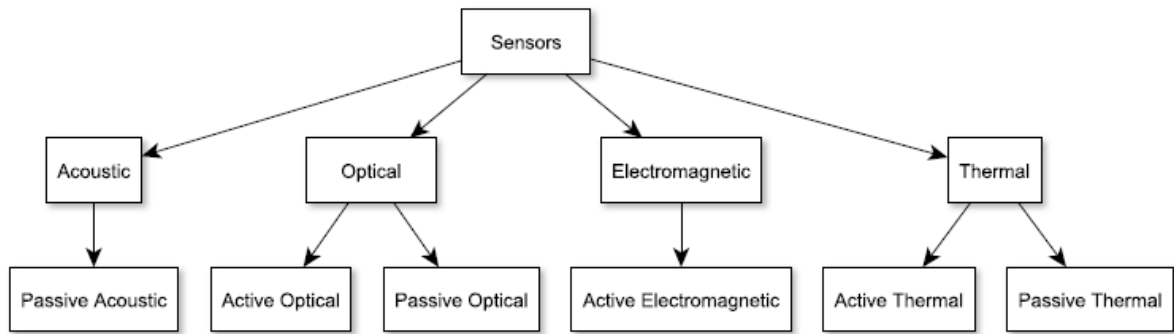 Sensors
Acoustic
Optical
Electromagnetic
Thermal
Passive Acoustic
Active Optical
Passive Optical
Active Electromagnetic
Active Thermal
Passive Thermal